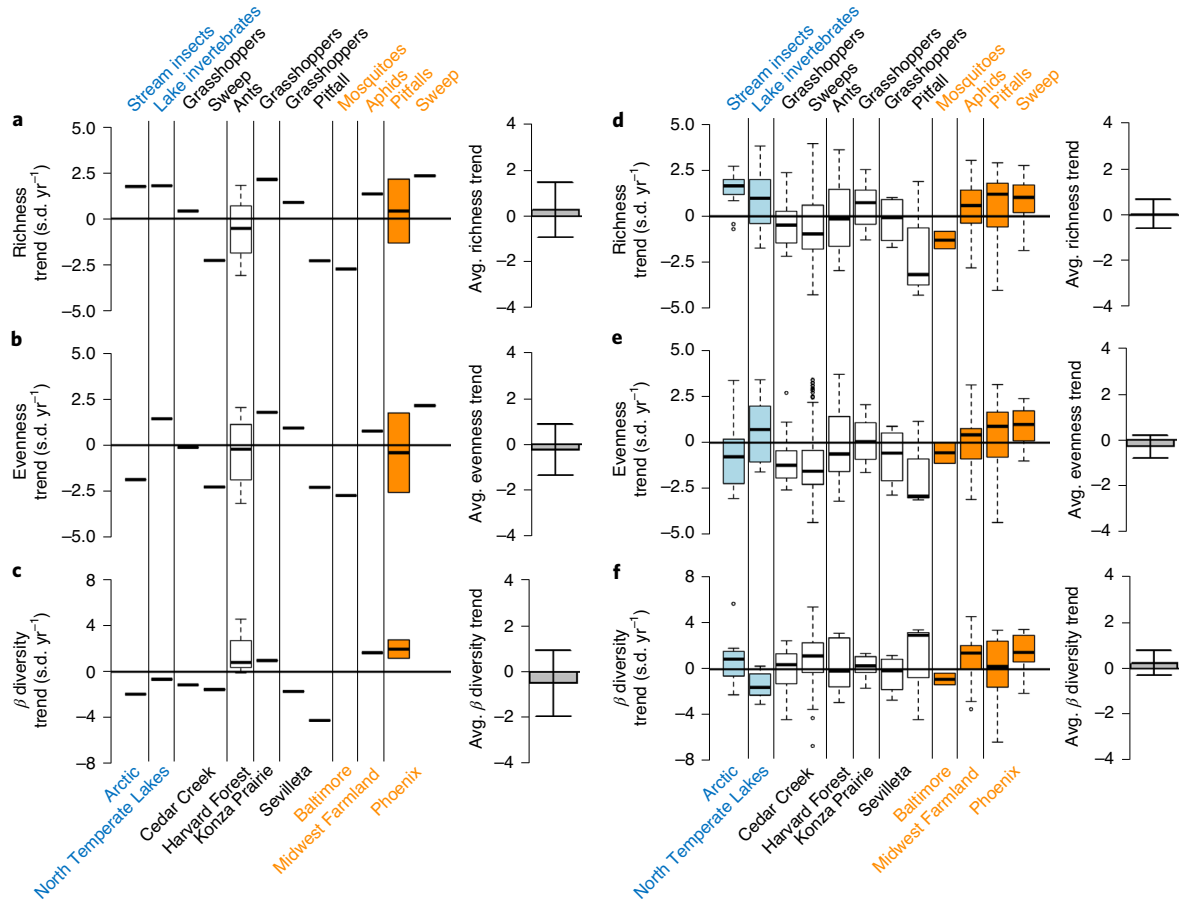 Stream insects
Lake invertebrates
Grasshoppers
Sweep
Ants
Grasshoppers
Grasshoppers
Pitfall
Mosquitoes
Aphids
Pitfalls
Sweep
Stream insects
Lake invertebrates
Grasshoppers
Sweeps
Ants
Grasshoppers
Grasshoppers
Pitfall
Mosquitoes
Aphids
Pitfalls
Sweep
a
Richness
trend (s.d. yr⁻¹)
5.0
2.5
0
−2.5
−5.0
Avg. richness trend
4
2
0
−2
−4
d
Richness
trend (s.d. yr⁻¹)
5.0
2.5
0
−2.5
−5.0
Avg. richness trend
4
2
0
−2
−4
b
Evenness
trend (s.d. yr⁻¹)
5.0
2.5
0
−2.5
5.0
Avg. evenness trend
4
2
0
−2
−4
e
Evenness
trend (s.d. yr⁻¹)
5.0
2.5
0
−2.5
−5.0
Avg. evenness trend
4
2
0
−2
−4
c
β diversity
trend (s.d. yr⁻¹)
8
4
0
−4
−8
Avg. β diversity trend
4
2
0
−2
−4
f
β diversity
trend (s.d. yr⁻¹)
8
4
0
−4
−8
Avg. β diversity trend
4
2
0
−2
−4
Arctic
North Temperate Lakes
Cedar Creek
Harvard Forest
Konza Prairie
Sevilleta
Baltimore
Midwest Farmland
Phoenix
Arctic
North Temperate Lakes
Cedar Creek
Harvard Forest
Konza Prairie
Sevilleta
Baltimore
Midwest Farmland
Phoenix